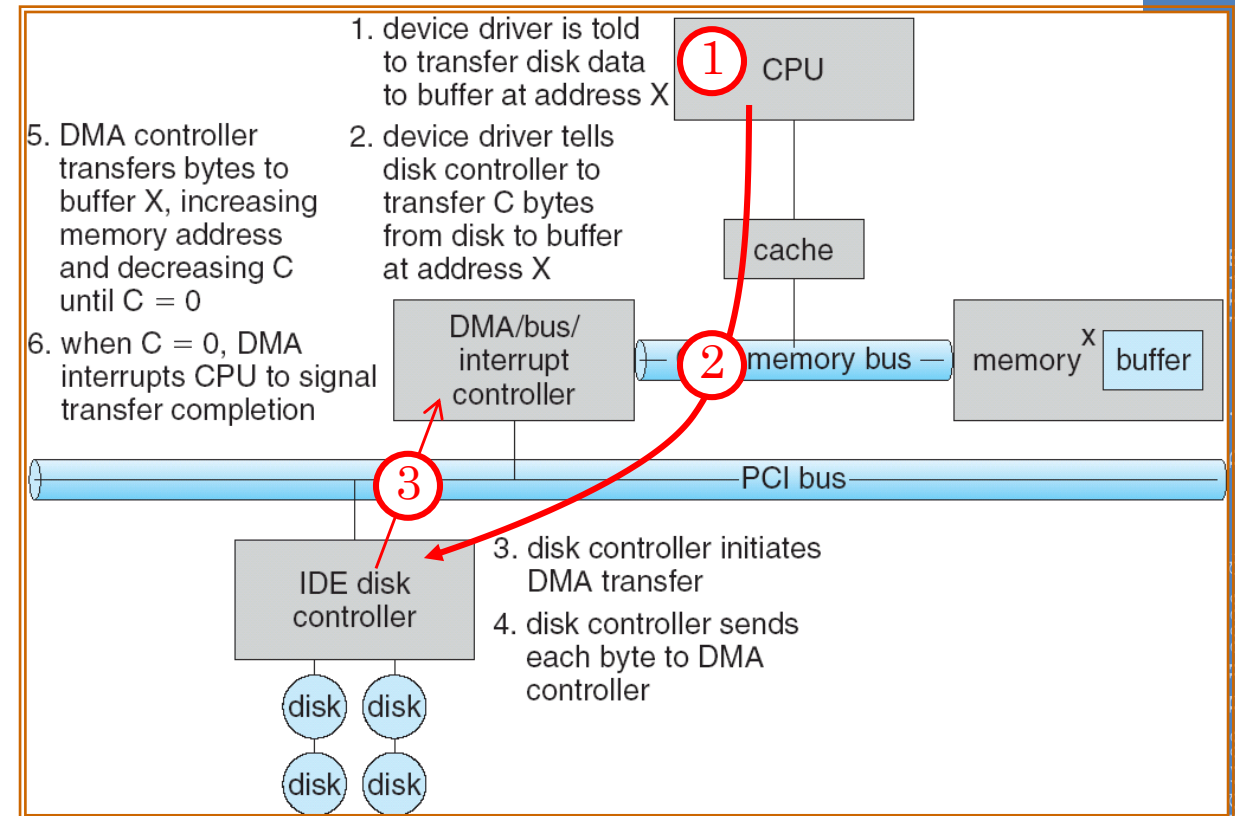 1. device driver is told
to transfer disk data
to buffer at address X
1
CPU
5. DMA controller
transfers bytes to
buffer X, increasing
memory address
and decreasing C
until C = 0
2. device driver tells
disk controller to
transfer C bytes
from disk to buffer
at address X
cache
6. when C = 0, DMA
interrupts CPU to signal
transfer completion
DMA/bus/
interrupt
controller
2
memory bus
memory
X
buffer
3
PCI bus
IDE disk
controller
3. disk controller initiates
DMA transfer
4. disk controller sends
each byte to DMA
controller
disk
disk
disk
disk